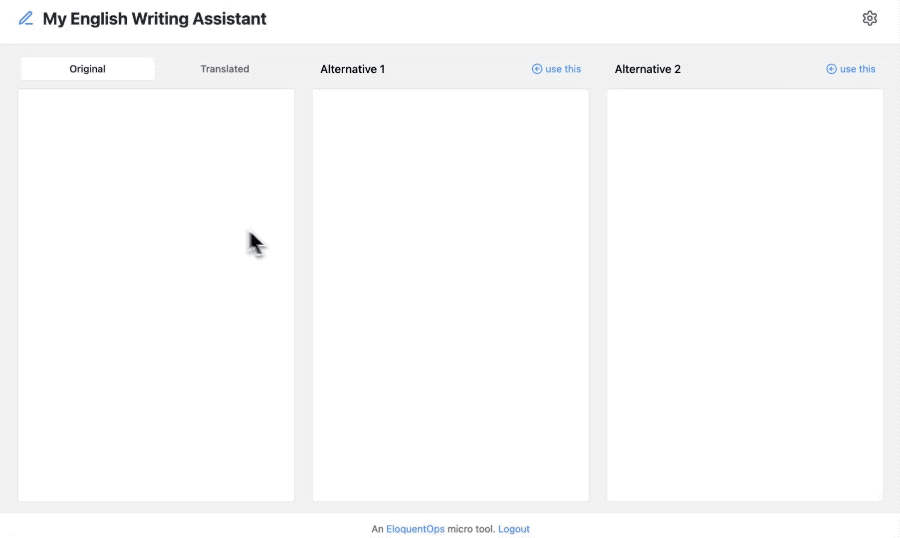 My English Writing Assistant
Original
Translated
Alternative 1
use this
Alternative 2
use this
An EloquentOps micro tool. Logout